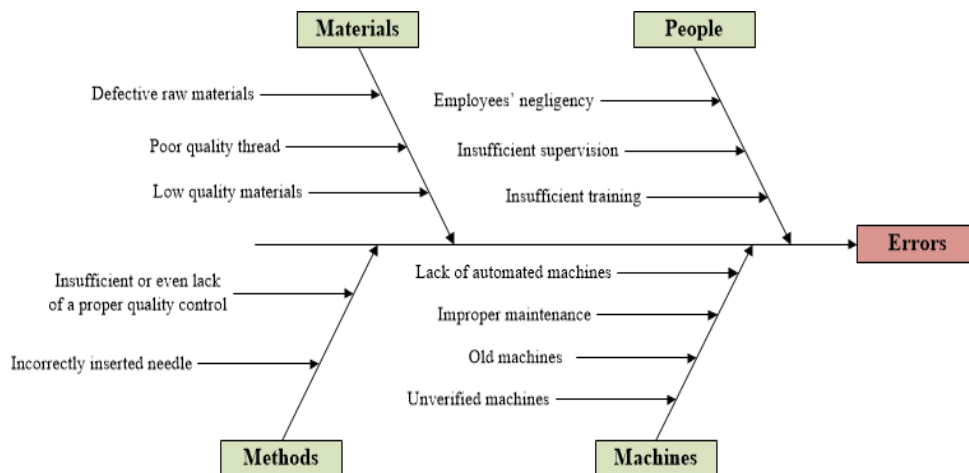 Materials
People
Defective raw materials
Poor quality thread
Low quality materials
Employees’ negligency
Insufficient supervision
Insufficient training
Errors
Insufficient or even lack
of a proper quality control
Incorrectly inserted needle
Lack of automated machines
Improper maintenance
Old machines
Unverified machines
Methods
Machines